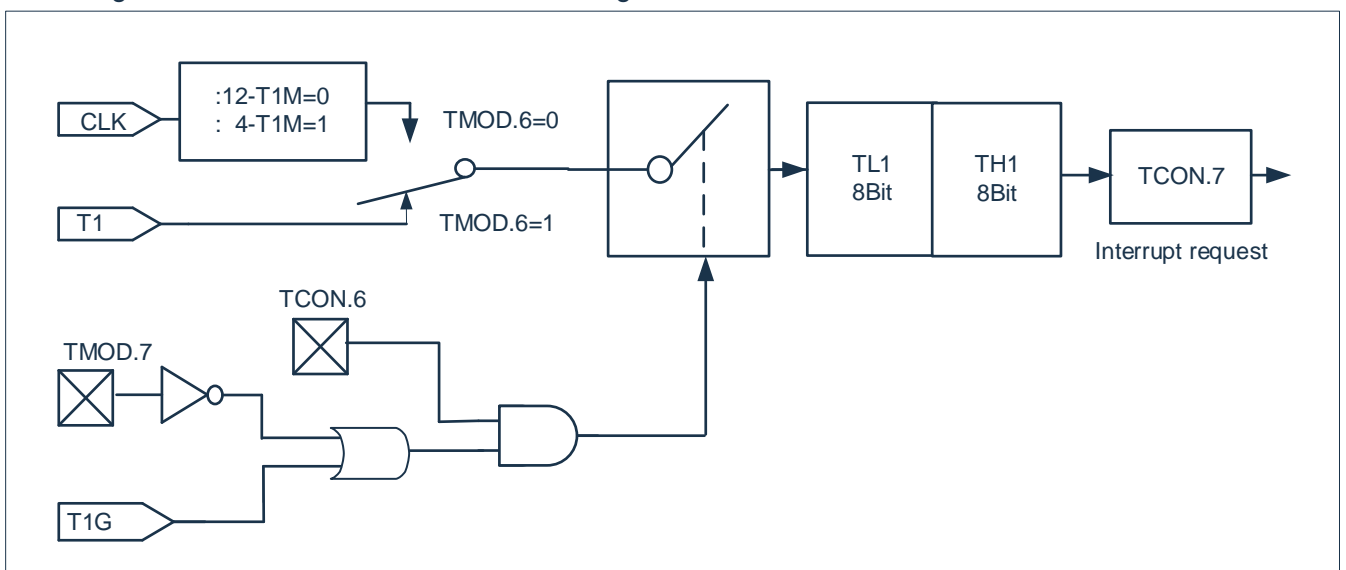 :12-T1M=0
: 4-T1M=1
CLK
TMOD.6=0
T1
TMOD.6=1
TL1
8Bit
TH1
8Bit
TCON.7
Interrupt request
TCON.6
TMOD.7
T1G